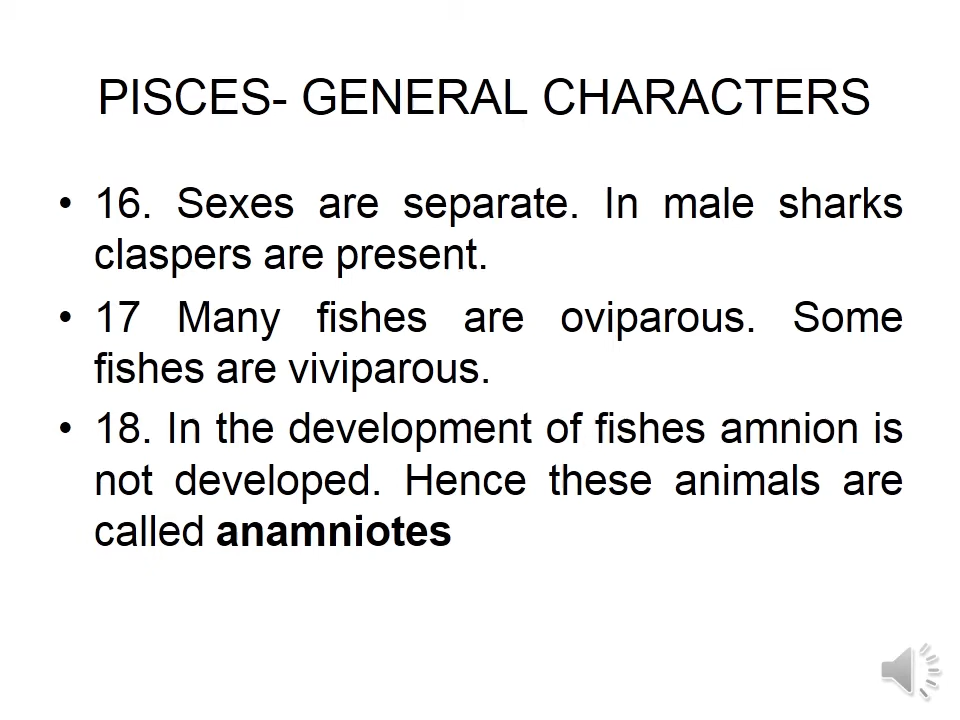 PISCES- GENERAL CHARACTERS
• 16. Sexes are separate. In male sharks
claspers are present.
• 17 Many fishes are oviparous. Some
fishes are viviparous.
• 18. In the development of fishes amnion is
not developed. Hence these animals are
called anamniotes